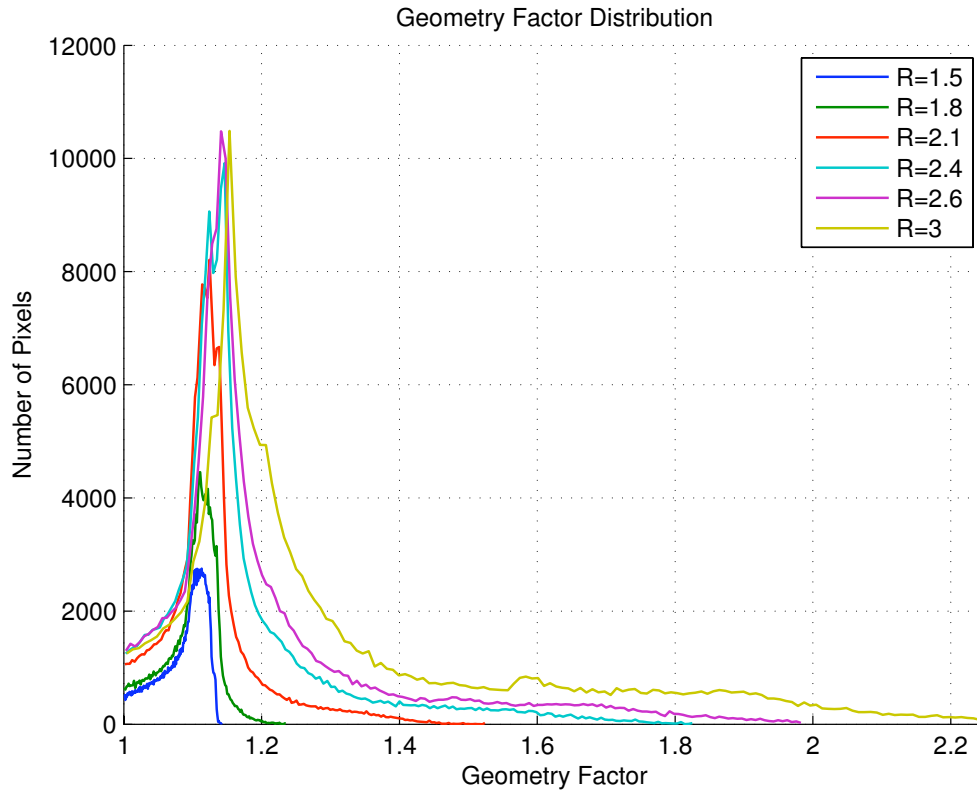 Geometry Factor Distribution
12000
10000
8000
6000
4000
2000
0
Number of Pixels
R=1.5
R=1.8
R=2.1
R=2.4
R=2.6
R=3
1 1.2 1.4 1.6 1.8 2 2.2
Geometry Factor